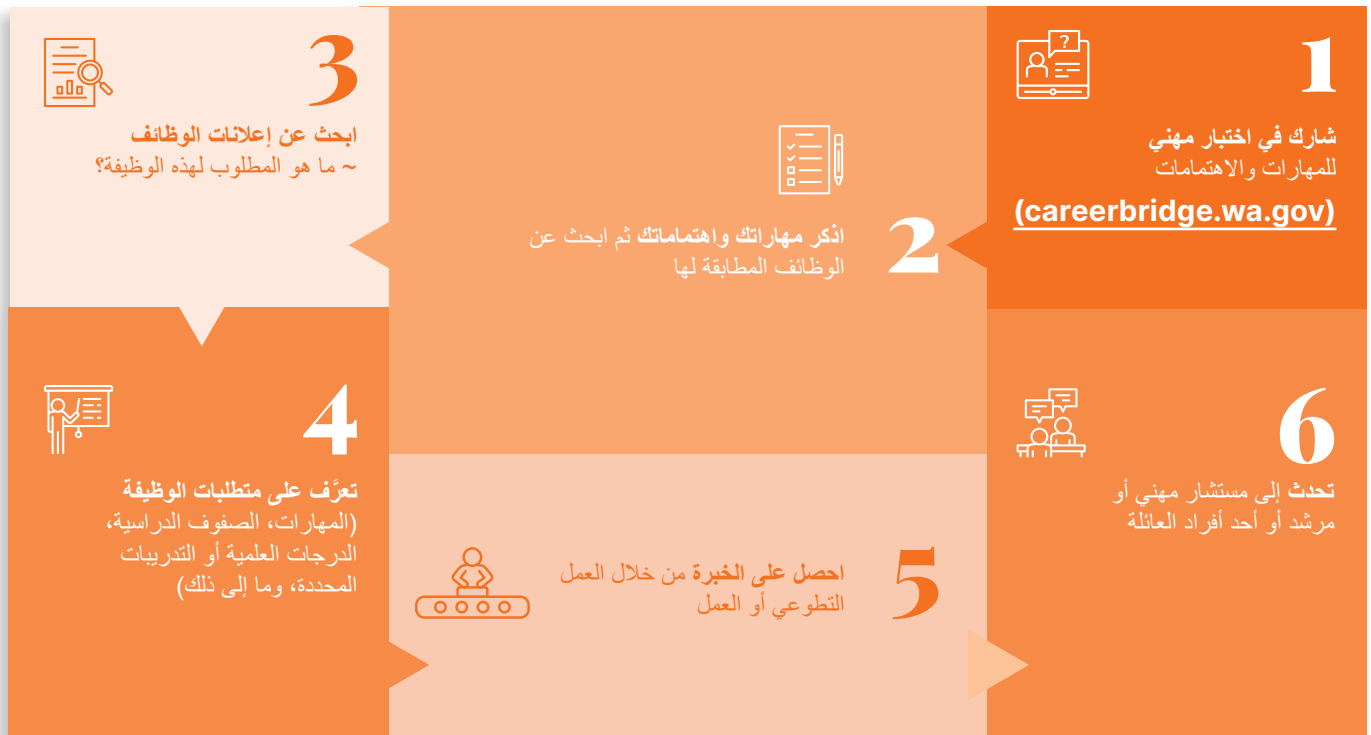 1
شارك في اختبار مهني
للمهارات والاهتمامات
(careerbridge.wa.gov)
2
اذكر مهاراتك واهتماماتك ثم ابحث عن
الوظائف المطابقة لها
3
ابحث عن إعلانات الوظائف
~ ما هو المطلوب لهذه الوظيفة؟
4
تعرَّف على متطلبات الوظيفة
(المهارات، الصفوف الدراسية،
الدرجات العلمية أو التدريبات
المحددة، وما إلى ذلك)
5
احصل على الخبرة من خلال العمل
التطوعي أو العمل
6
تحدث إلى مستشار مهني أو
مرشد أو أحد أفراد العائلة